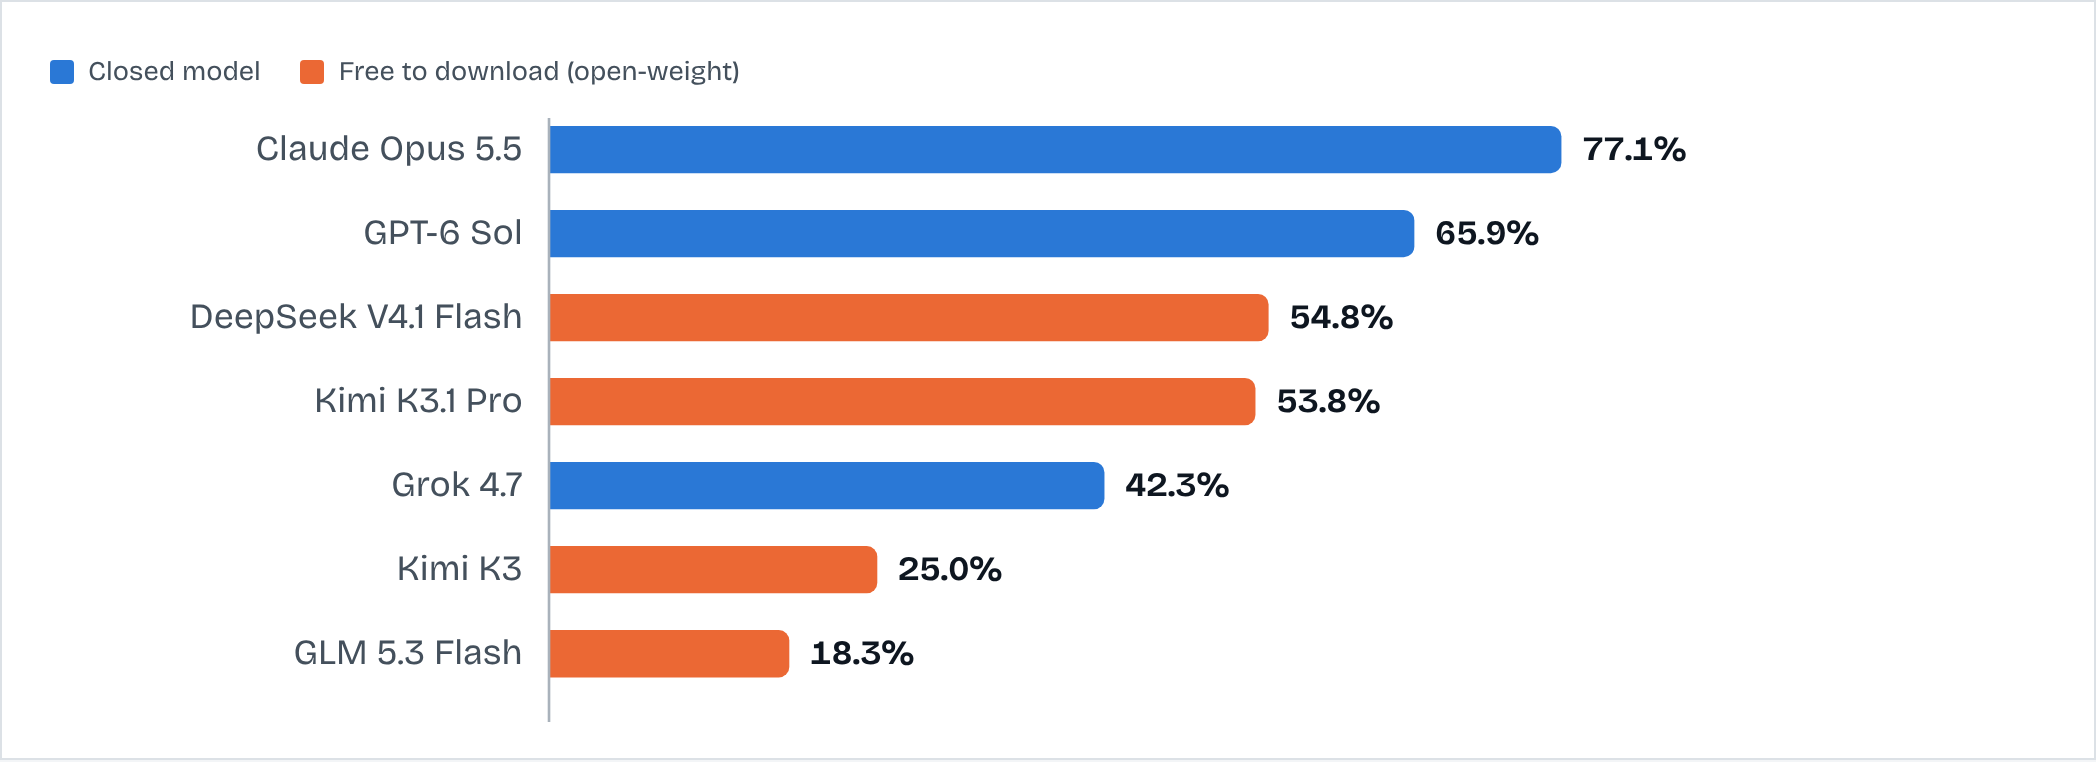 Closed model
Free to download (open-weight)
Claude Opus 5.5 77.1%
GPT-6 Sol 65.9%
DeepSeek V4.1 Flash 54.8%
Kimi K3.1 Pro 53.8%
Grok 4.7 42.3%
Kimi K3 25.0%
GLM 5.3 Flash 18.3%